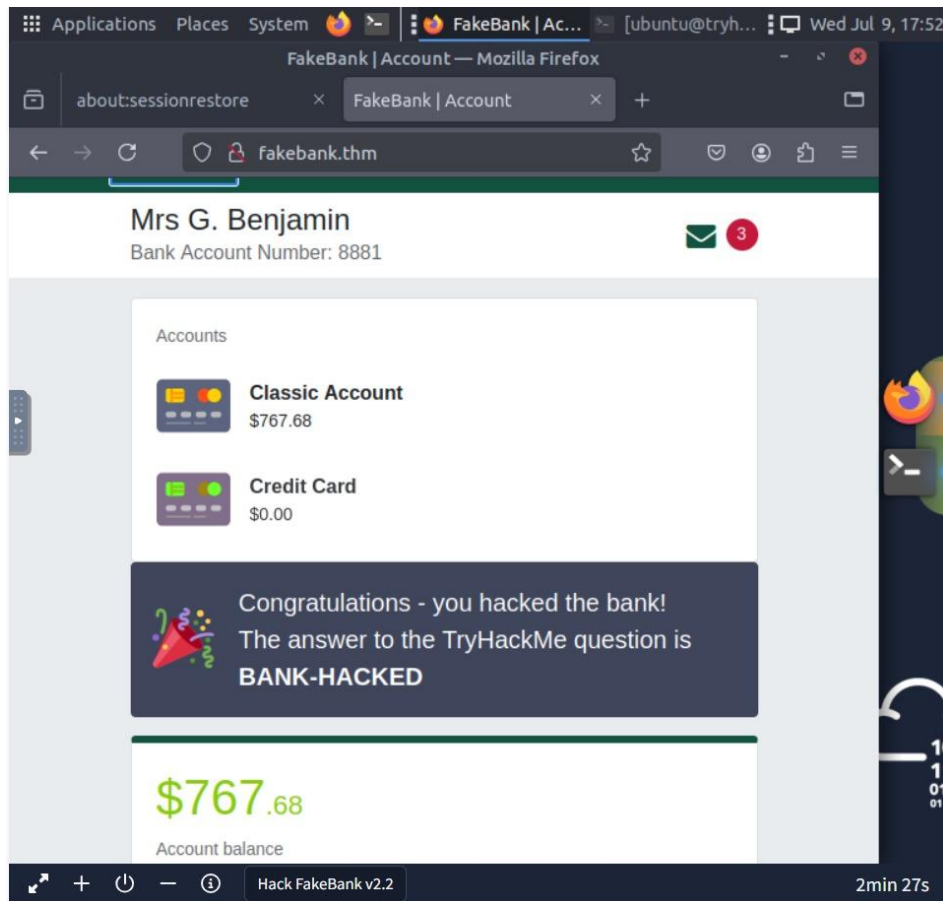 Applications Places System FakeBank | Ac... [ubuntu@tryh... Wed Jul 9, 17:52
FakeBank | Account — Mozilla Firefox
about:sessionrestore FakeBank | Account
fakebank.thm
Mrs G. Benjamin
Bank Account Number: 8881
3
Accounts
Classic Account
$767.68
Credit Card
$0.00
Congratulations - you hacked the bank!
The answer to the TryHackMe question is
BANK-HACKED
$767.68
Account balance
Hack FakeBank v2.2 2min 27s